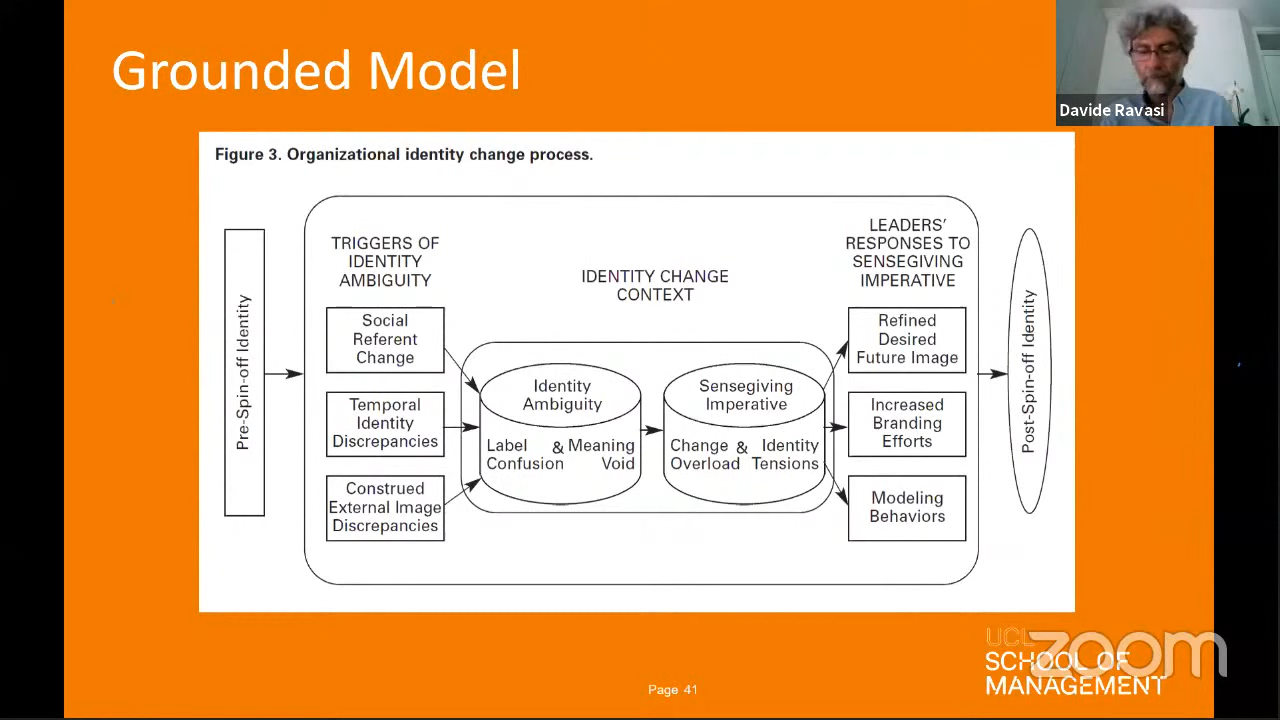 Grounded Model
Davide Ravasi
Figure 3. Organizational identity change process.
Pre-Spin-off Identity
TRIGGERS OF
IDENTITY
AMBIGUITY
Social
Referent
Change
Temporal
Identity
Discrepancies
Construed
External Image
Discrepancies
IDENTITY CHANGE
CONTEXT
Identity
Ambiguity
Label & Meaning
Confusion Void
Sensegiving
Imperative
Change & Identity
Overload Tensions
LEADERS’
RESPONSES TO
SENSEGIVING
IMPERATIVE
Refined
Desired
Future Image
Increased
Branding
Efforts
Modeling
Behaviors
Post-Spin-off Identity
UCL
SCHOOL OF
MANAGEMENT
zoom
Page 41